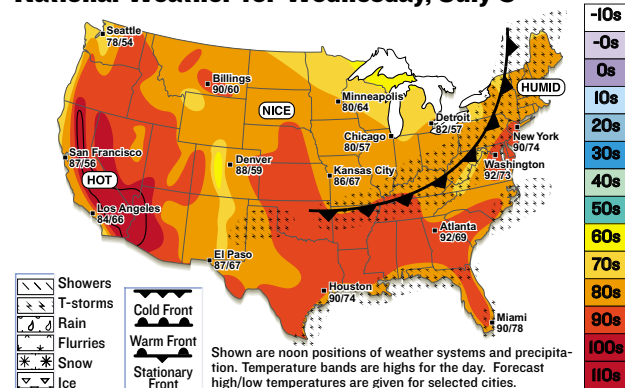 National Weather for Wednesday, July 3
Seattle
78/54
Billings
90/60
NICE
Minneapolis
80/64
HUMID
Detroit
82/57
Chicago
80/57
New York
90/74
San Francisco
87/56
Denver
88/59
Kansas City
86/67
Washington
92/73
HOT
Los Angeles
84/66
Atlanta
92/69
El Paso
87/67
Houston
90/74
Miami
90/78
Showers
T-storms
Rain
Flurries
Snow
Ice
Cold Front
Warm Front
Stationary
Front
Shown are noon positions of weather systems and precipita-
tion. Temperature bands are highs for the day. Forecast
high/low temperatures are given for selected cities.
-10s
-0s
0s
10s
20s
30s
40s
50s
60s
70s
80s
90s
100s
110s